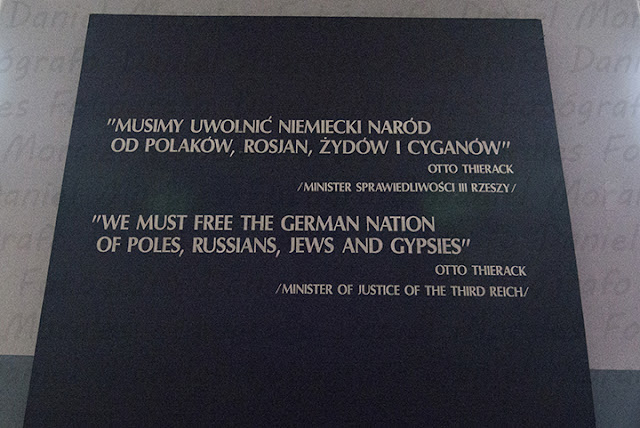 "MUSIMY UWOLNIĆ NIEMIECKI NARÓD
OD POLAKÓW, ROSJAN, ŻYDÓW I CYGANÓW"
OTTO THIERACK
/MINISTER SPRAWIEDLIWOŚCI III RZESZY/
"WE MUST FREE THE GERMAN NATION
OF POLES, RUSSIANS, JEWS AND GYPSIES"
OTTO THIERACK
/MINISTER OF JUSTICE OF THE THIRD REICH/